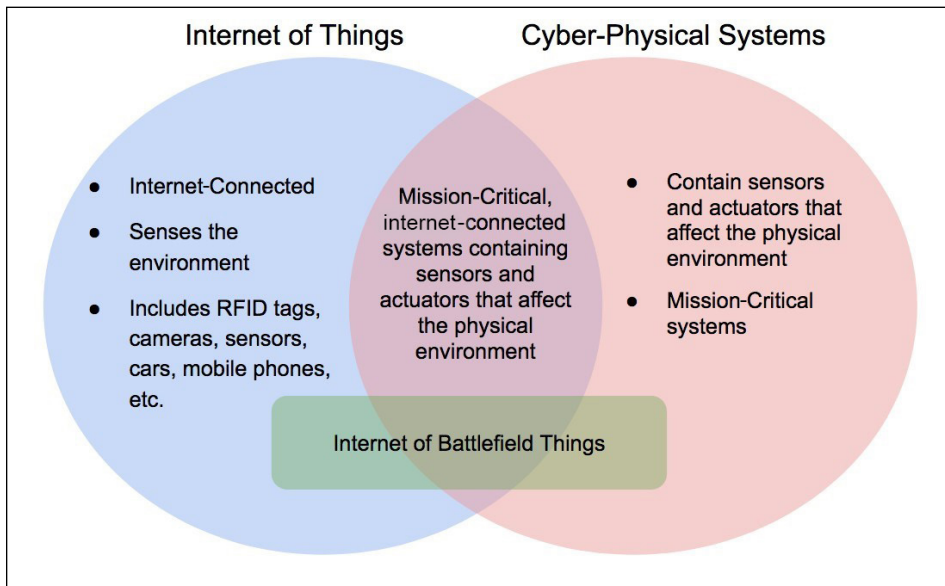 Internet of Things
Cyber-Physical Systems
● Internet-Connected
● Senses the
environment
● Includes RFID tags,
cameras, sensors,
cars, mobile phones,
etc.
Mission-Critical,
internet-connected
systems containing
sensors and
actuators that affect
the physical
environment
● Contain sensors
and actuators that
affect the physical
environment
● Mission-Critical
systems
Internet of Battlefield Things